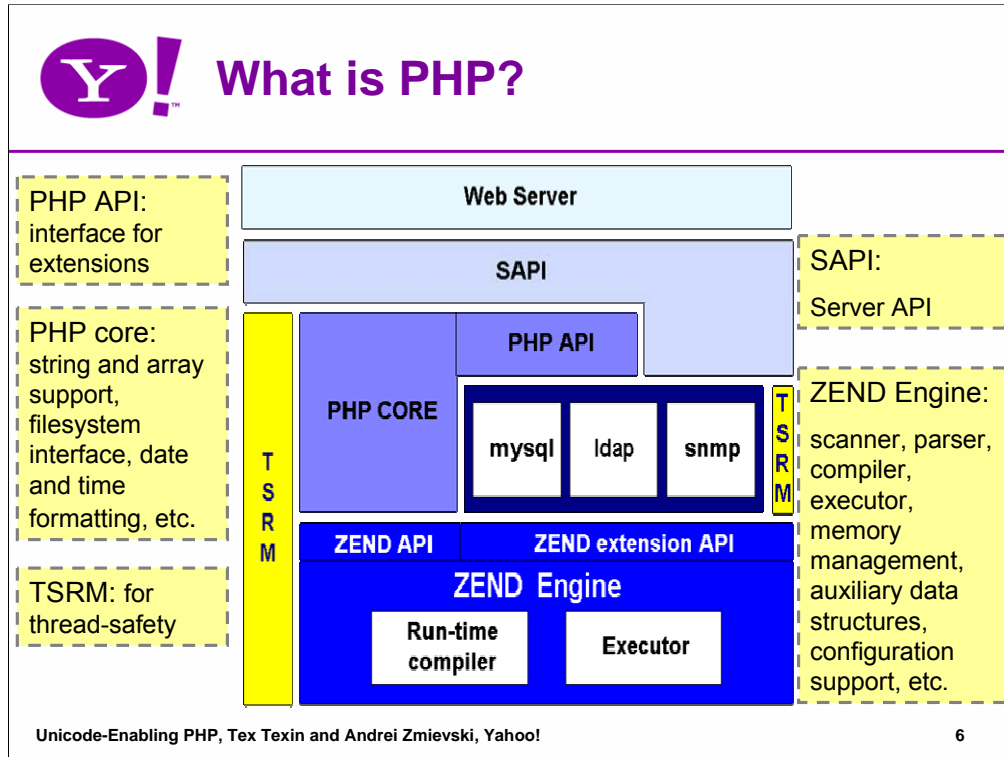 Y!
™
What is PHP?
PHP API:
interface for
extensions
PHP core:
string and array
support,
filesystem
interface, date
and time
formatting, etc.
TSRM: for
thread-safety
Web Server
SAPI
PHP API
PHP CORE
mysql
ldap
snmp
TSRM
TSRM
ZEND API
ZEND extension API
ZEND Engine
Run-time
compiler
Executor
SAPI:
Server API
ZEND Engine:
scanner, parser,
compiler,
executor,
memory
management,
auxiliary data
structures,
configuration
support, etc.
Unicode-Enabling PHP, Tex Texin and Andrei Zmievski, Yahoo!
6